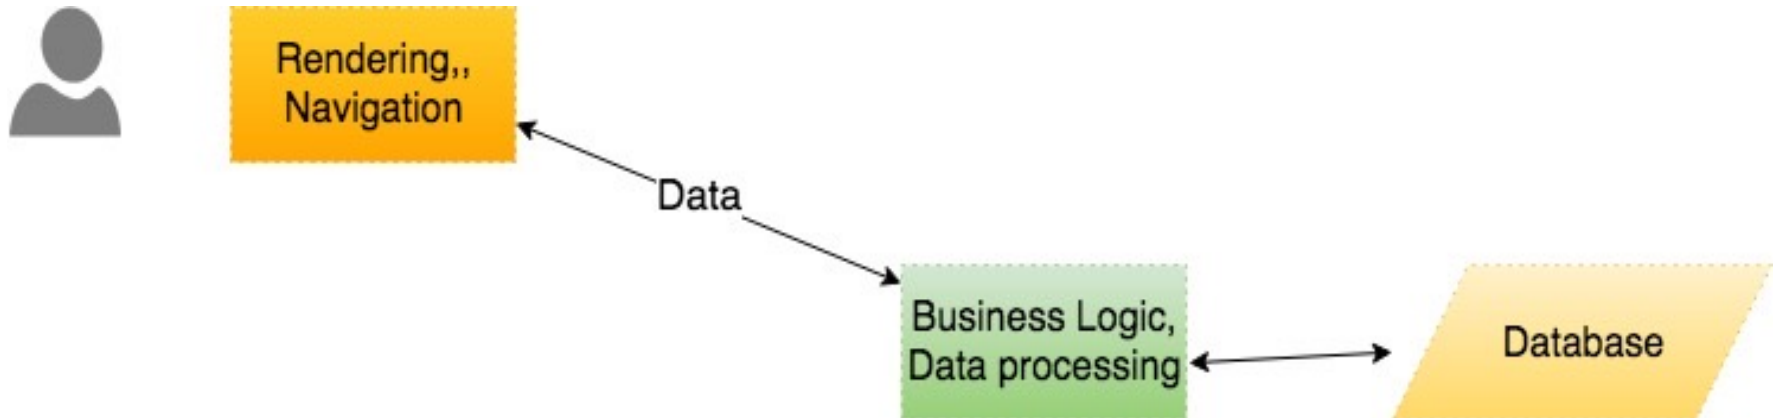 Rendering,,
Navigation
Data
Business Logic,
Data processing
Database